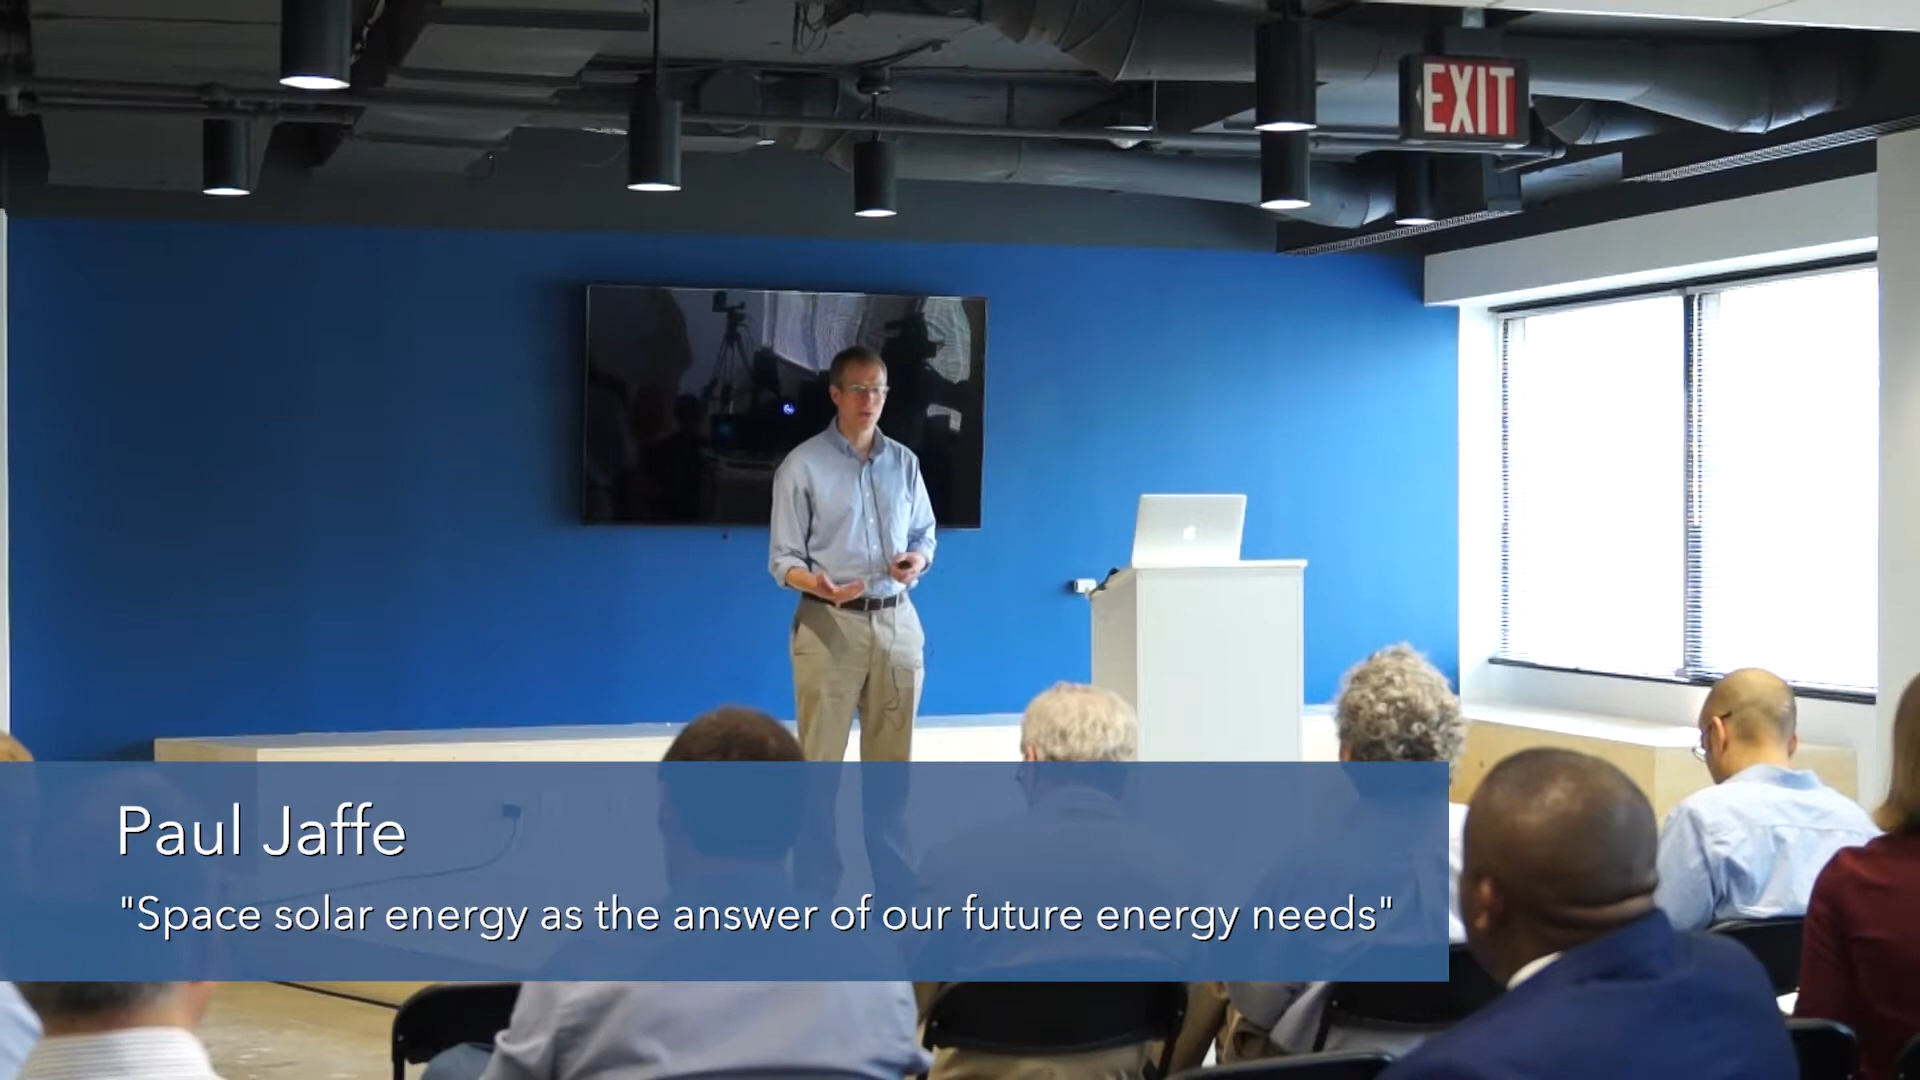 EXIT
Paul Jaffe
"Space solar energy as the answer of our future energy needs"